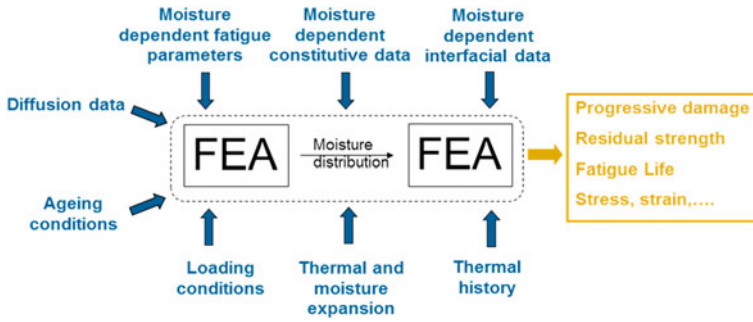 Moisture
dependent fatigue
parameters
Moisture
dependent
constitutive data
Moisture
dependent
interfacial data
Diffusion data
FEA
Moisture
distribution
FEA
Progressive damage
Residual strength
Fatigue Life
Stress, strain,....
Ageing
conditions
Loading
conditions
Thermal and
moisture
expansion
Thermal
history